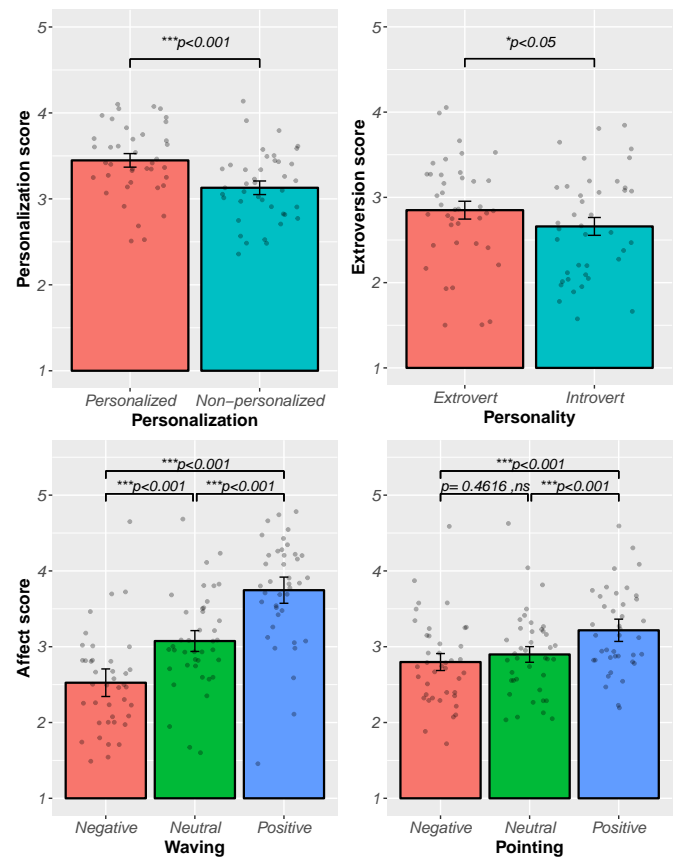 ***p<0.001
5
4
3
2
1
Personalization score
Personalized Non-personalized
Personalization
*p<0.05
5
4
3
2
1
Extroversion score
Extrovert Introvert
Personality
***p<0.001
***p<0.001 ***p<0.001
5
4
3
2
1
Affect score
Negative Neutral Positive
Waving
***p<0.001
p= 0.4616 ,ns ***p<0.001
5
4
3
2
1
Negative Neutral Positive
Pointing